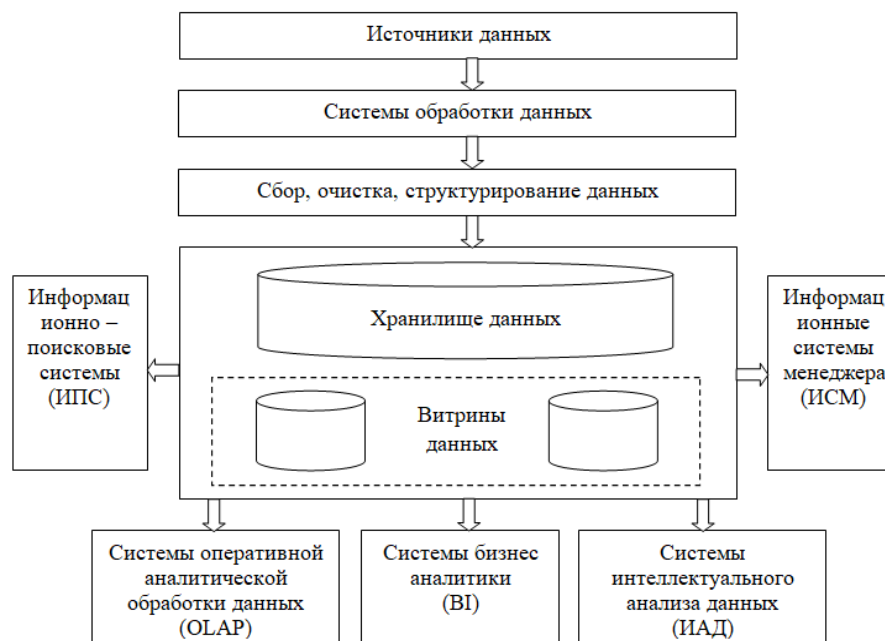 Источники данных
Системы обработки данных
Сбор, очистка, структурирование данных
Хранилище данных
Информац
ионно –
поисковые
системы
(ИПС)
Информац
ионные
системы
менеджера
(ИСМ)
Витрины
данных
Системы оперативной
аналитической
обработки данных
(OLAP)
Системы бизнес
аналитики
(BI)
Системы
интеллектуального
анализа данных
(ИАД)